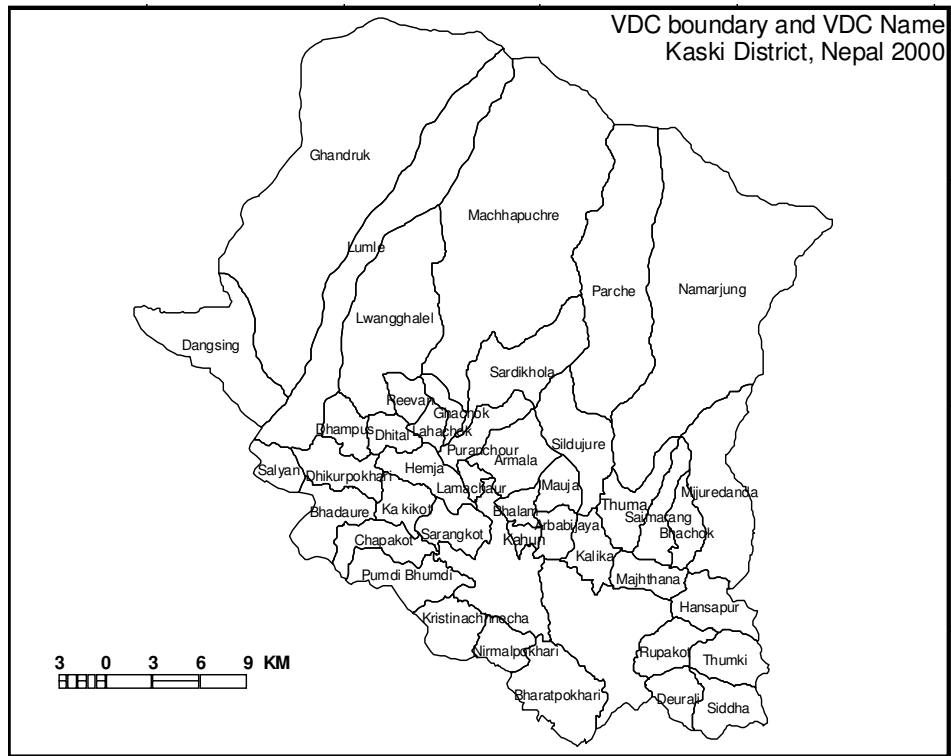 VDC boundary and VDC Name
Kaski District, Nepal 2000
Ghandruk
Machhapuchre
Lumle
Parche
Namarjung
Lwangghalel
Dangsing
Sardikhola
Reevan
Ghachok
Dhampus
Dhital
Lahachok
Sildujure
Puranchour
Armala
Salyan
Dhikurpokhari
Hemja
Lamachaur
Mauja
Mijuredanda
Thuma
Bhadaure
Kakikot
Bhalam
Saimarang
Arbabijaya
Bhachok
Chapakot
Sarangkot
Kahun
Kalika
Pumdi Bhumdi
Majhthana
Hansapur
Kristinachnnecha
Nirmalpokhari
Rupakot
Thumki
3 0 3 6 9 KM
Bharatpokhari
Deurali
Siddha